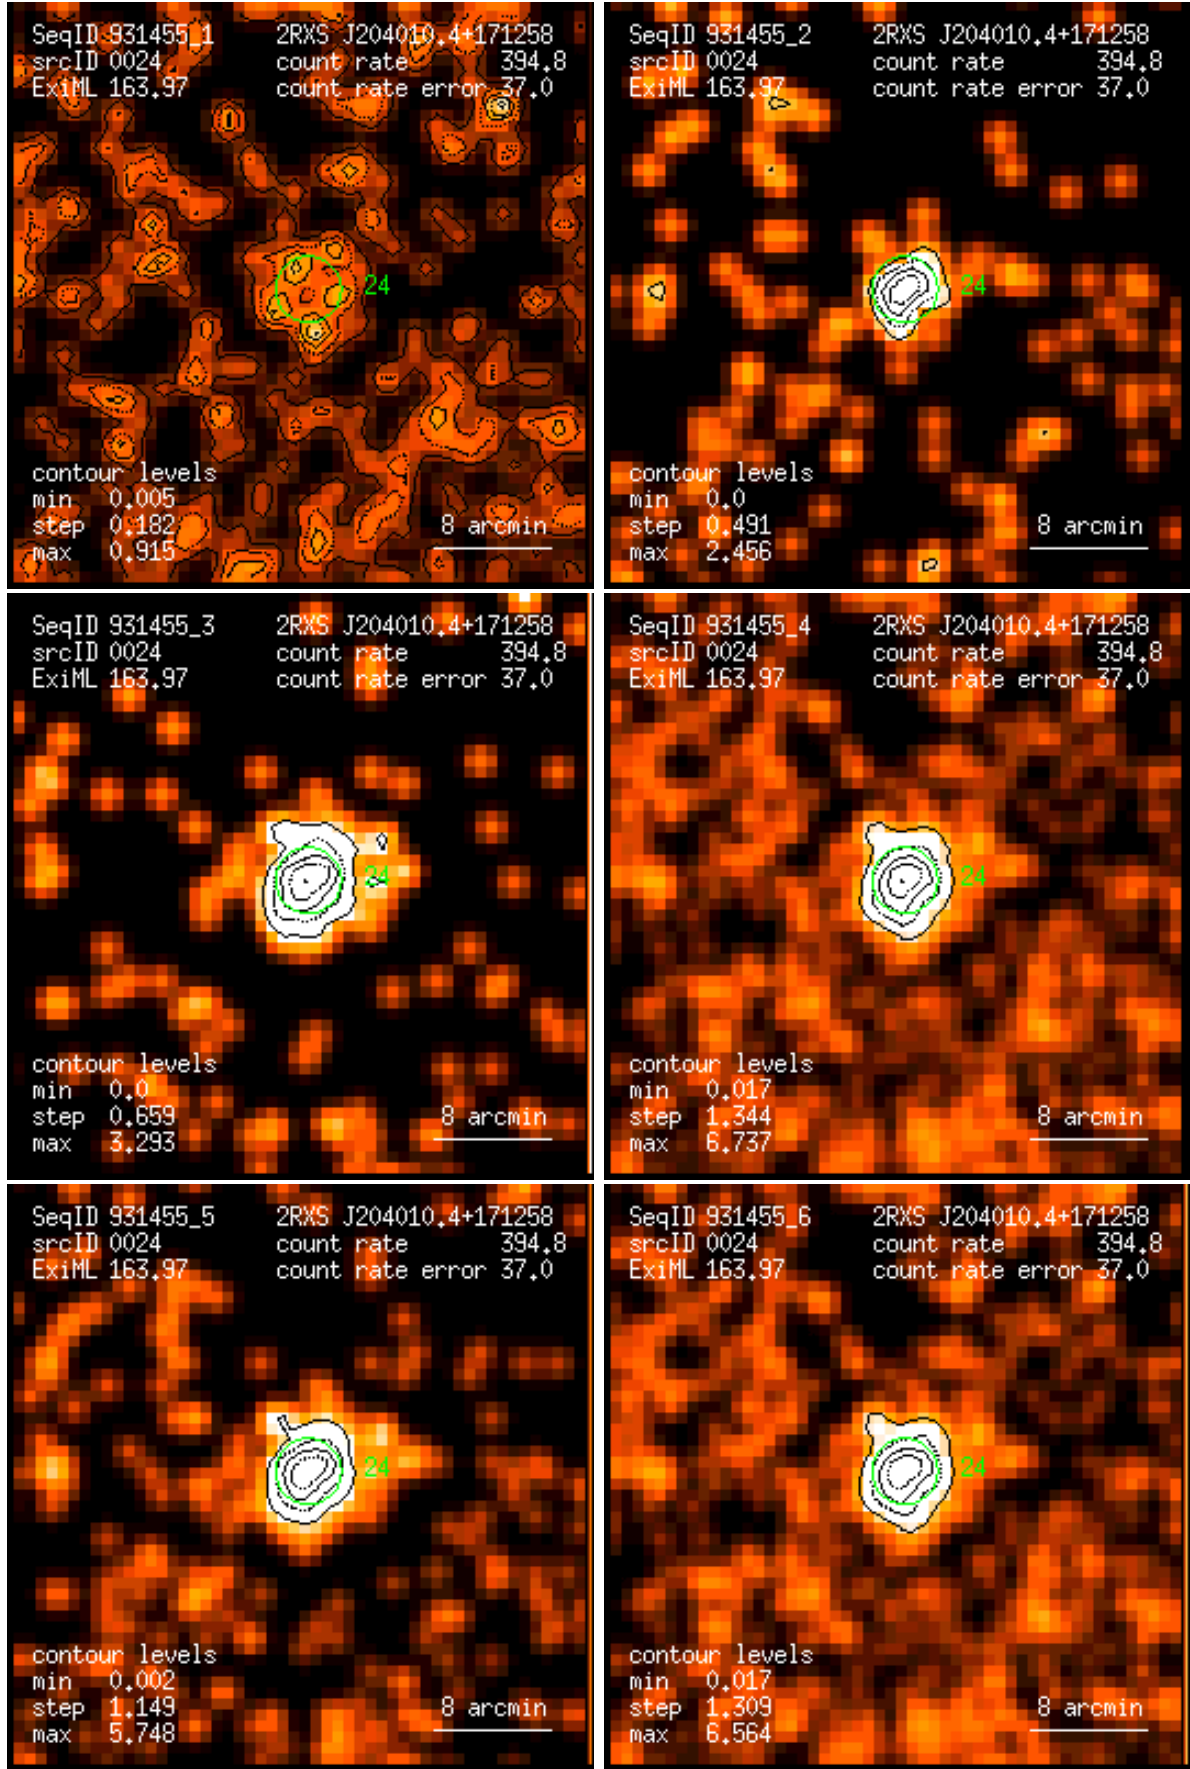 SeqID 931455_1 2RXS J204010.4+171258
srcID 0024 count rate 394.8
ExiML 163.97 count rate error 37.0
24
contour levels
min 0.005
step 0.182 8 arcmin
max 0.915
SeqID 931455_2 2RXS J204010.4+171258
srcID 0024 count rate 394.8
ExiML 163.97 count rate error 37.0
24
contour levels
min 0.0
step 0.491 8 arcmin
max 2.456
SeqID 931455_3 2RXS J204010.4+171258
srcID 0024 count rate 394.8
ExiML 163.97 count rate error 37.0
24
contour levels
min 0.0
step 0.659 8 arcmin
max 3.293
SeqID 931455_4 2RXS J204010.4+171258
srcID 0024 count rate 394.8
ExiML 163.97 count rate error 37.0
24
contour levels
min 0.017
step 1.344 8 arcmin
max 6.737
SeqID 931455_5 2RXS J204010.4+171258
srcID 0024 count rate 394.8
ExiML 163.97 count rate error 37.0
24
contour levels
min 0.002
step 1.149 8 arcmin
max 5.748
SeqID 931455_6 2RXS J204010.4+171258
srcID 0024 count rate 394.8
ExiML 163.97 count rate error 37.0
24
contour levels
min 0.017
step 1.309 8 arcmin
max 6.564